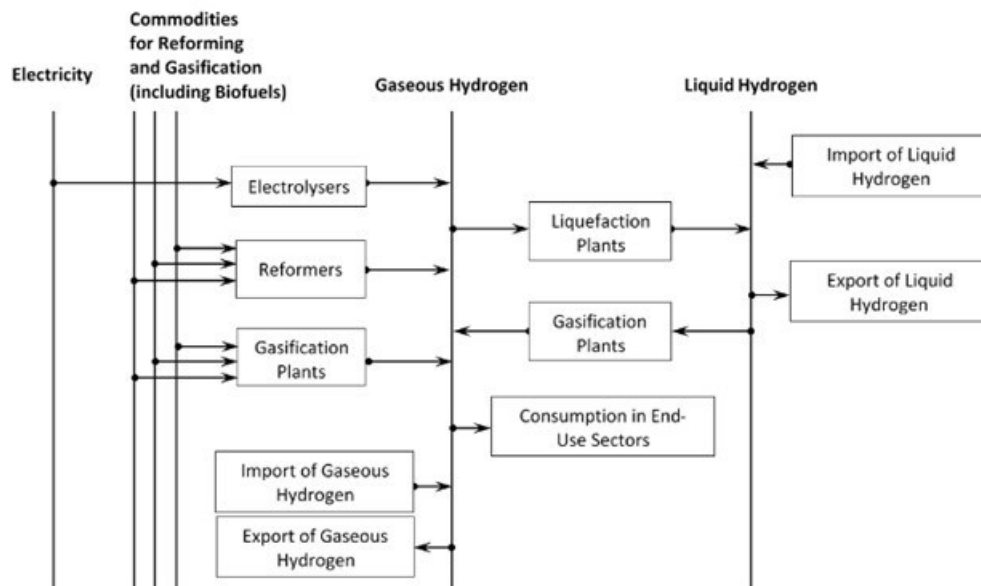 Commodities
for Reforming
and Gasification
(including Biofuels)
Electricity
Gaseous Hydrogen
Liquid Hydrogen
Import of Liquid
Hydrogen
Electrolysers
Liquefaction
Plants
Reformers
Export of Liquid
Hydrogen
Gasification
Plants
Gasification
Plants
Consumption in End-
Use Sectors
Import of Gaseous
Hydrogen
Export of Gaseous
Hydrogen